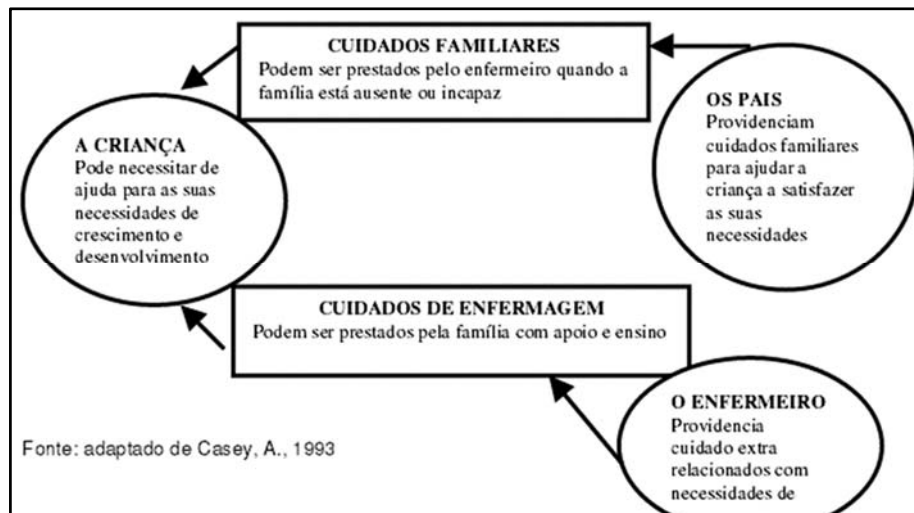 CUIDADOS FAMILIARES
Podem ser prestados pelo enfermeiro quando a
família está ausente ou incapaz
OS PAIS
Providenciam
cuidados familiares
para ajudar a
criança a satisfazer
as suas
necessidades
A CRIANÇA
Pode necessitar de
ajuda para as suas
necessidades de
crescimento e
desenvolvimento
CUIDADOS DE ENFERMAGEM
Podem ser prestados pela família com apoio e ensino
O ENFERMEIRO
Providencia
cuidado extra
relacionados com
necessidades de
Fonte: adaptado de Casey, A., 1993